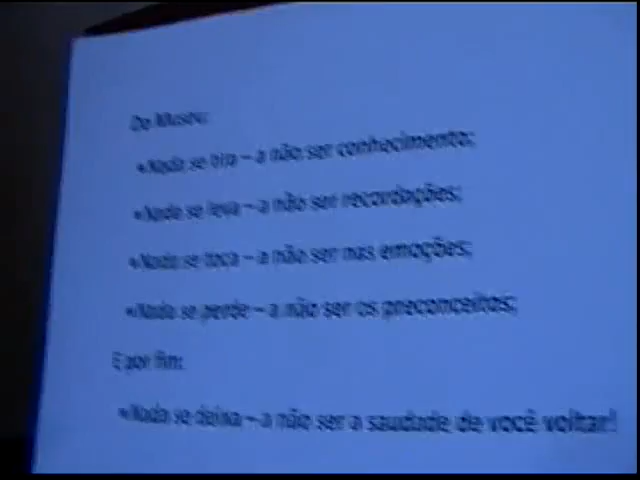 Do Museu:
•Nada se tira – a não ser conhecimento;
•Nada se leva – a não ser recordações;
•Nada se toca – a não ser nas emoções;
•Nada se perde – a não ser os preconceitos;
E por fim:
•Nada se deixa – a não ser a saudade de você voltar!